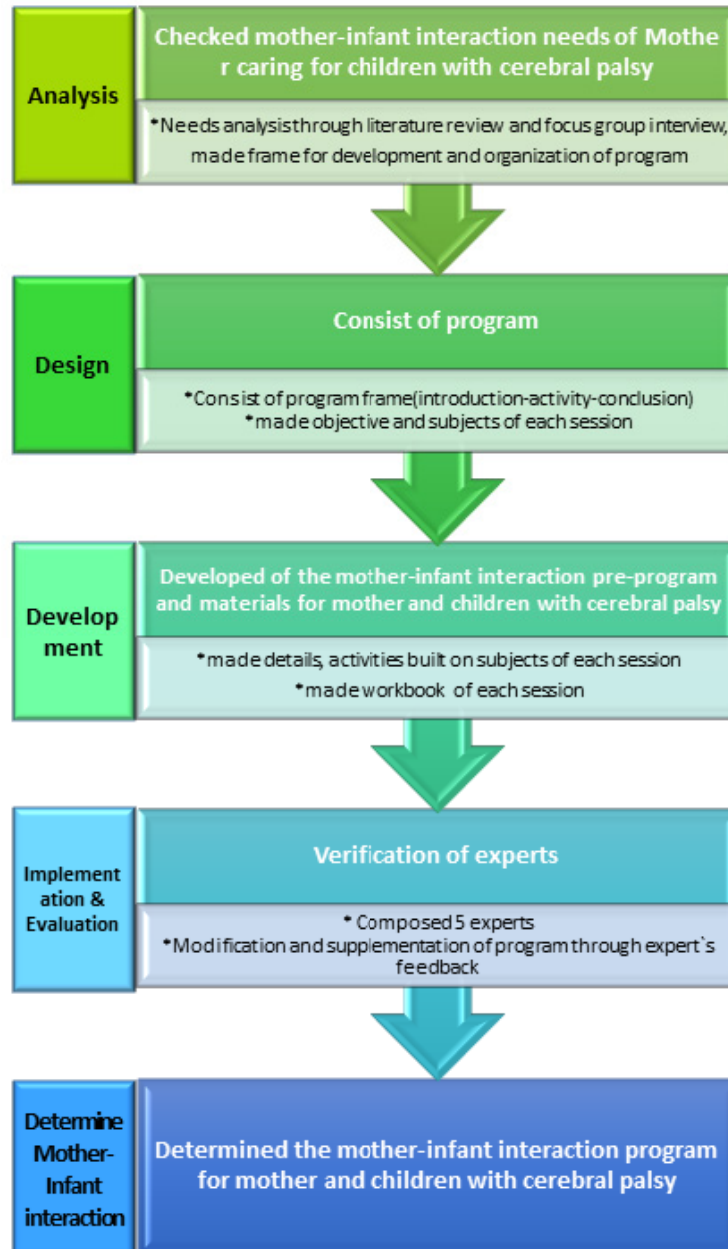 Analysis
Checked mother-infant interaction needs of Mothe
r caring for children with cerebral palsy
*Needs analysis through literature review and focus group interview,
made frame for development and organization of program
Design
Consist of program
*Consist of program frame(introduction-activity-conclusion)
*made objective and subjects of each session
Develop
ment
Developed of the mother-infant interaction pre-program
and materials for mother and children with cerebral palsy
*made details, activities built on subjects of each session
*made workbook of each session
Implement
ation &
Evaluation
Verification of experts
* Composed 5 experts
*Modification and supplementation of program through expert`s
feedback
Determine
Mother-
Infant
interaction
Determined the mother-infant interaction program
for mother and children with cerebral palsy